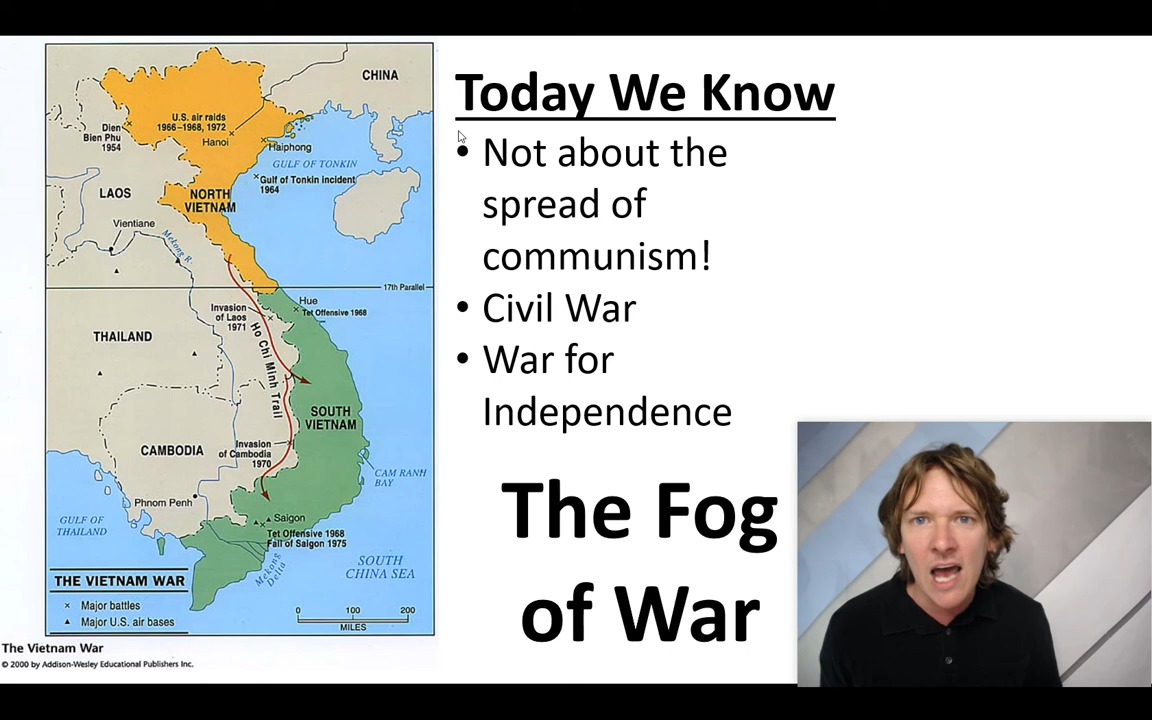 CHINA
U.S. air raids
1966–1968, 1972
Dien
Bien Phu
1954
Hanoi
Haiphong
GULF OF TONKIN
Gulf of Tonkin incident
1964
LAOS
NORTH
VIETNAM
Vientiane
Mekong R.
17th Parallel
Hue
Tet Offensive 1968
Invasion
of Laos
1971
Ho Chi Minh Trail
THAILAND
SOUTH
VIETNAM
CAMBODIA
Invasion
of Cambodia
1970
CAM RANH
BAY
Phnom Penh
GULF OF
THAILAND
Saigon
Tet Offensive 1968
Fall of Saigon 1975
Mekong
Delta
SOUTH
CHINA SEA
THE VIETNAM WAR
× Major battles
▲ Major U.S. air bases
0 100 200
MILES
The Vietnam War
© 2000 by Addison-Wesley Educational Publishers Inc.
Today We Know
• Not about the
spread of
communism!
• Civil War
• War for
Independence
The Fog
of War